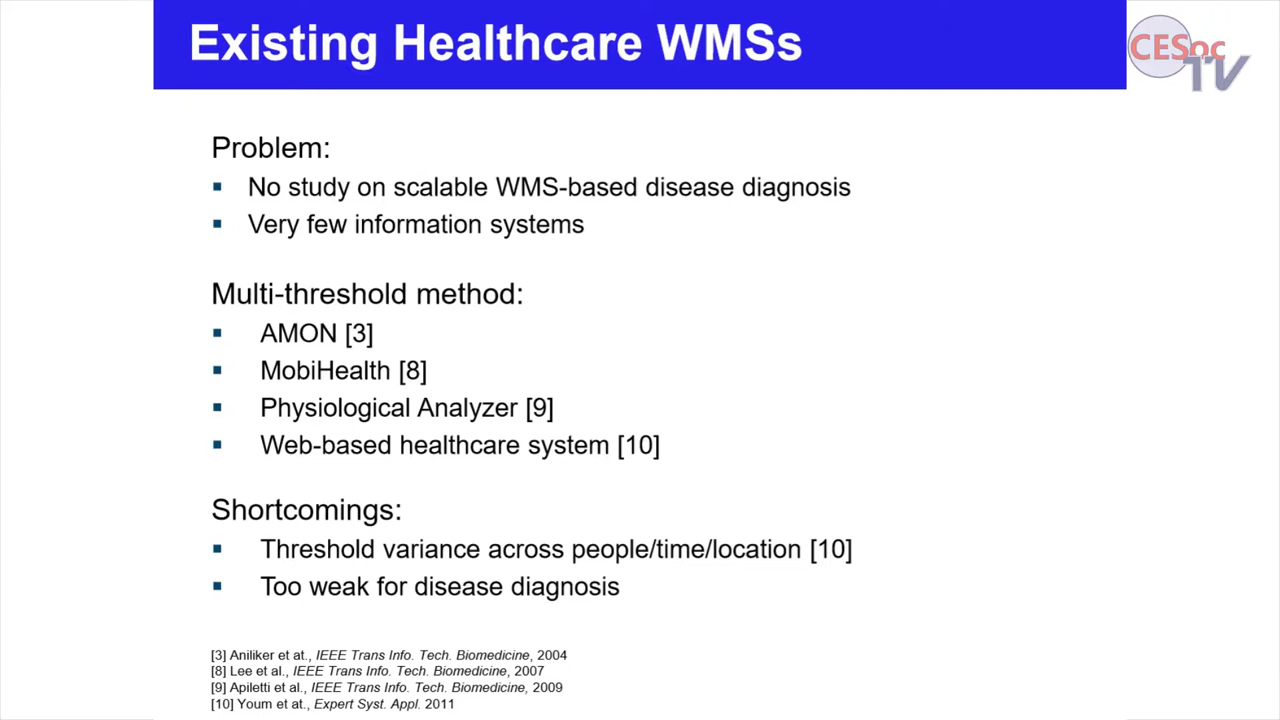 Existing Healthcare WMSs
CESoc
TV
Problem:
▪ No study on scalable WMS-based disease diagnosis
▪ Very few information systems
Multi-threshold method:
▪ AMON [3]
▪ MobiHealth [8]
▪ Physiological Analyzer [9]
▪ Web-based healthcare system [10]
Shortcomings:
▪ Threshold variance across people/time/location [10]
▪ Too weak for disease diagnosis
[3] Aniliker et at., IEEE Trans Info. Tech. Biomedicine, 2004
[8] Lee et al., IEEE Trans Info. Tech. Biomedicine, 2007
[9] Apiletti et al., IEEE Trans Info. Tech. Biomedicine, 2009
[10] Youm et at., Expert Syst. Appl. 2011